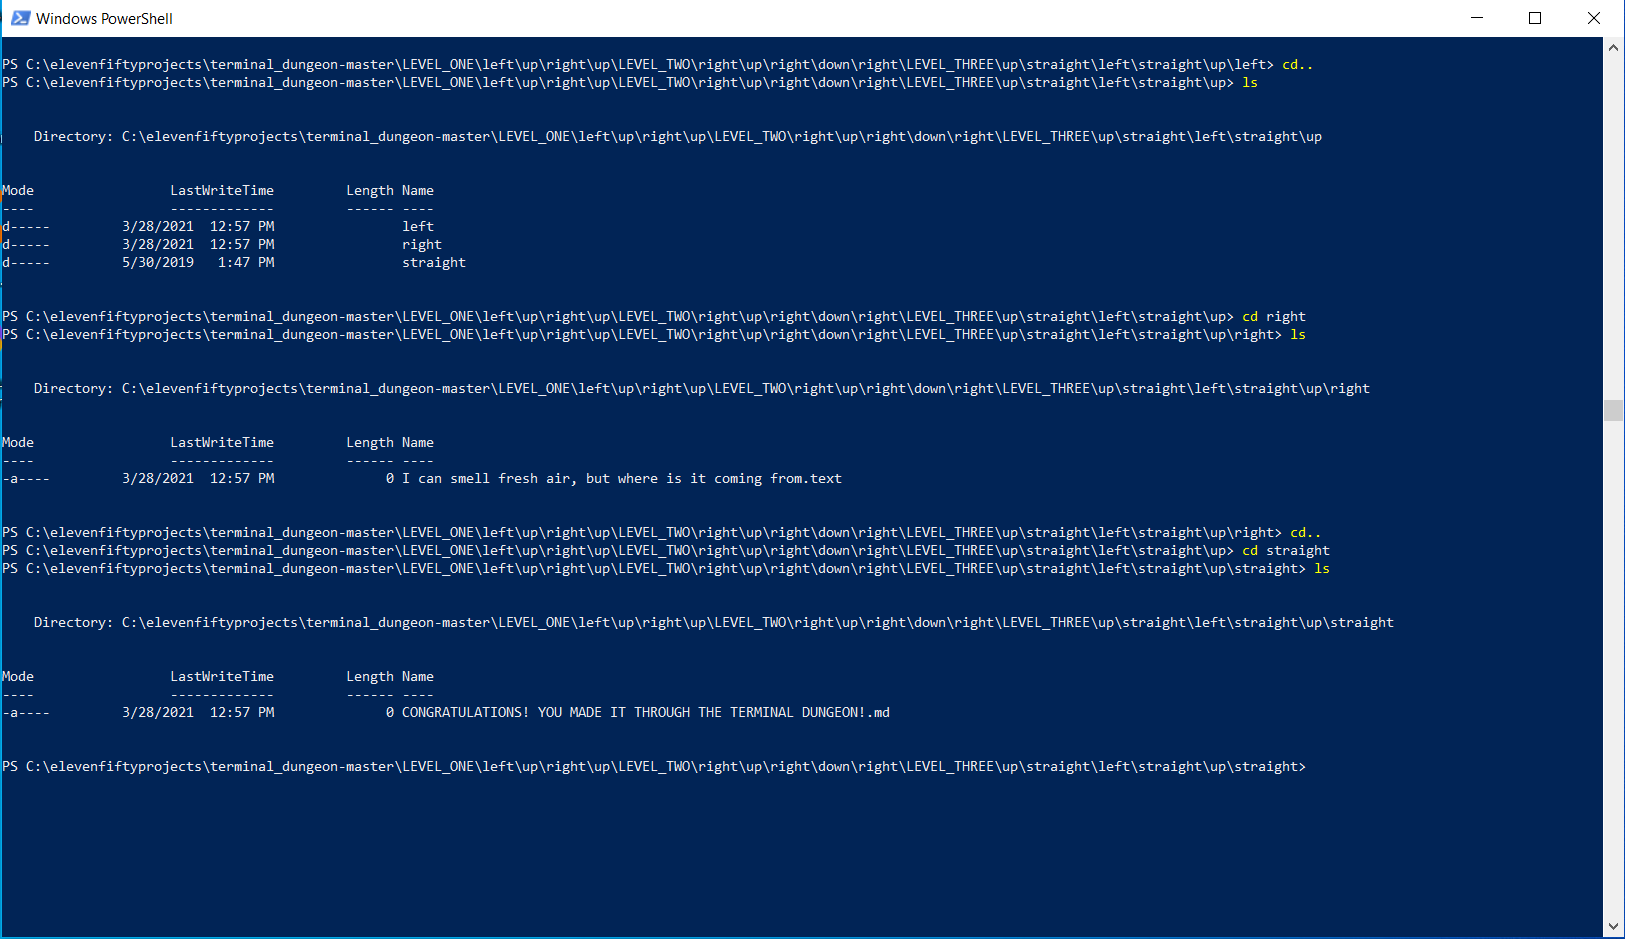 Windows PowerShell
PS C:\elevenfiftyprojects\terminal_dungeon-master\LEVEL_ONE\left\up\right\up\LEVEL_TWO\right\up\right\down\right\LEVEL_THREE\up\straight\left\straight\up\left> cd..
PS C:\elevenfiftyprojects\terminal_dungeon-master\LEVEL_ONE\left\up\right\up\LEVEL_TWO\right\up\right\down\right\LEVEL_THREE\up\straight\left\straight\up> ls
Directory: C:\elevenfiftyprojects\terminal_dungeon-master\LEVEL_ONE\left\up\right\up\LEVEL_TWO\right\up\right\down\right\LEVEL_THREE\up\straight\left\straight\up
Mode LastWriteTime Length Name
---- ------------- ------ ----
d----- 3/28/2021 12:57 PM left
d----- 3/28/2021 12:57 PM right
d----- 5/30/2019 1:47 PM straight
PS C:\elevenfiftyprojects\terminal_dungeon-master\LEVEL_ONE\left\up\right\up\LEVEL_TWO\right\up\right\down\right\LEVEL_THREE\up\straight\left\straight\up> cd right
PS C:\elevenfiftyprojects\terminal_dungeon-master\LEVEL_ONE\left\up\right\up\LEVEL_TWO\right\up\right\down\right\LEVEL_THREE\up\straight\left\straight\up\right> ls
Directory: C:\elevenfiftyprojects\terminal_dungeon-master\LEVEL_ONE\left\up\right\up\LEVEL_TWO\right\up\right\down\right\LEVEL_THREE\up\straight\left\straight\up\right
Mode LastWriteTime Length Name
---- ------------- ------ ----
-a---- 3/28/2021 12:57 PM 0 I can smell fresh air, but where is it coming from.text
PS C:\elevenfiftyprojects\terminal_dungeon-master\LEVEL_ONE\left\up\right\up\LEVEL_TWO\right\up\right\down\right\LEVEL_THREE\up\straight\left\straight\up\right> cd..
PS C:\elevenfiftyprojects\terminal_dungeon-master\LEVEL_ONE\left\up\right\up\LEVEL_TWO\right\up\right\down\right\LEVEL_THREE\up\straight\left\straight\up> cd straight
PS C:\elevenfiftyprojects\terminal_dungeon-master\LEVEL_ONE\left\up\right\up\LEVEL_TWO\right\up\right\down\right\LEVEL_THREE\up\straight\left\straight\up\straight> ls
Directory: C:\elevenfiftyprojects\terminal_dungeon-master\LEVEL_ONE\left\up\right\up\LEVEL_TWO\right\up\right\down\right\LEVEL_THREE\up\straight\left\straight\up\straight
Mode LastWriteTime Length Name
---- ------------- ------ ----
-a---- 3/28/2021 12:57 PM 0 CONGRATULATIONS! YOU MADE IT THROUGH THE TERMINAL DUNGEON!.md
PS C:\elevenfiftyprojects\terminal_dungeon-master\LEVEL_ONE\left\up\right\up\LEVEL_TWO\right\up\right\down\right\LEVEL_THREE\up\straight\left\straight\up\straight>